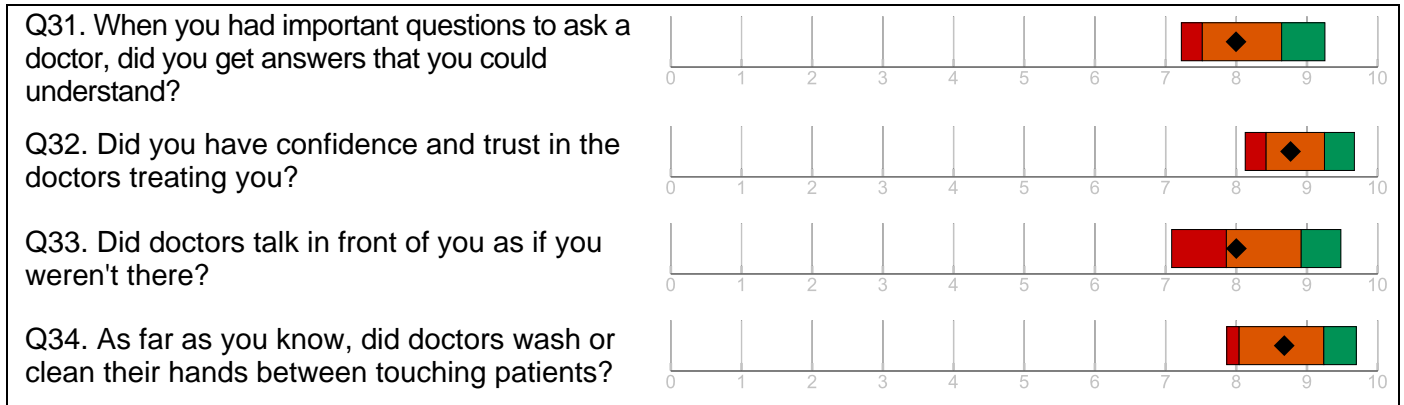 Q31. When you had important questions to ask a
doctor, did you get answers that you could
understand?
0 1 2 3 4 5 6 7 8 9 10
Q32. Did you have confidence and trust in the
doctors treating you?
0 1 2 3 4 5 6 7 8 9 10
Q33. Did doctors talk in front of you as if you
weren't there?
0 1 2 3 4 5 6 7 8 9 10
Q34. As far as you know, did doctors wash or
clean their hands between touching patients?
0 1 2 3 4 5 6 7 8 9 10